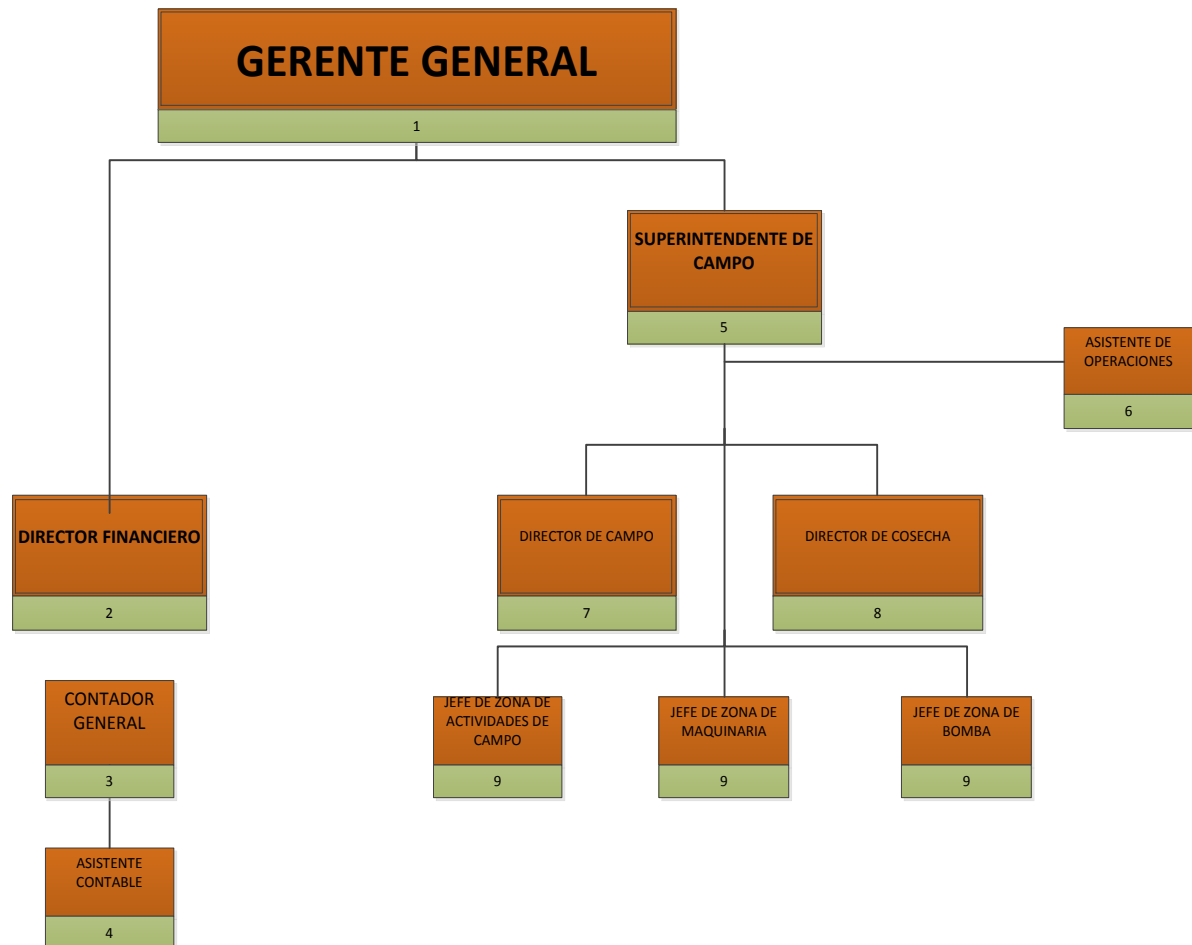 GERENTE GENERAL
1
SUPERINTENDENTE DE
CAMPO
5
ASISTENTE DE
OPERACIONES
6
DIRECTOR FINANCIERO
2
DIRECTOR DE CAMPO
7
DIRECTOR DE COSECHA
8
CONTADOR
GENERAL
3
JEFE DE ZONA DE
ACTIVIDADES DE
CAMPO
9
JEFE DE ZONA DE
MAQUINARIA
9
JEFE DE ZONA DE
BOMBA
9
ASISTENTE
CONTABLE
4